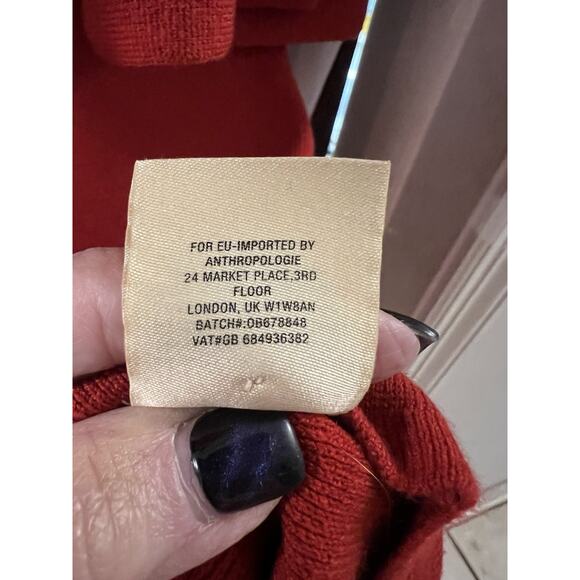 FOR EU-IMPORTED BY
ANTHROPOLOGIE
24 MARKET PLACE,3RD
FLOOR
LONDON, UK W1W8AN
BATCH#:OB678848
VAT#GB 684936382